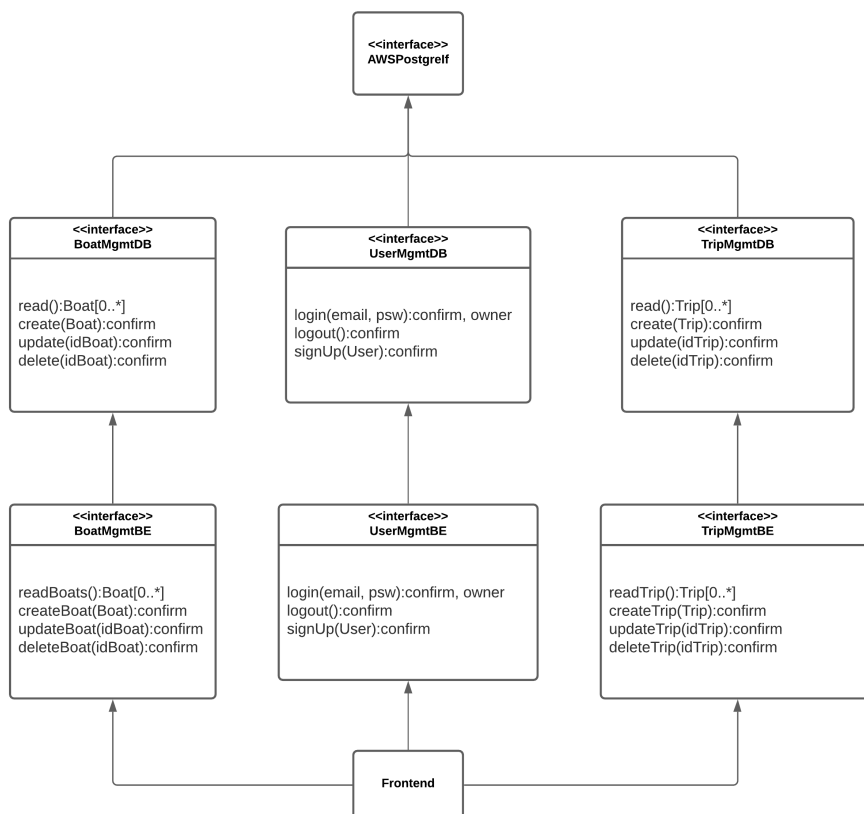 <<interface>>
AWSPostgreIf
<<interface>>
BoatMgmtDB
read():Boat[0..*]
create(Boat):confirm
update(idBoat):confirm
delete(idBoat):confirm
<<interface>>
UserMgmtDB
login(email, psw):confirm, owner
logout():confirm
signUp(User):confirm
<<interface>>
TripMgmtDB
read():Trip[0..*]
create(Trip):confirm
update(idTrip):confirm
delete(idTrip):confirm
<<interface>>
BoatMgmtBE
readBoats():Boat[0..*]
createBoat(Boat):confirm
updateBoat(idBoat):confirm
deleteBoat(idBoat):confirm
<<interface>>
UserMgmtBE
login(email, psw):confirm, owner
logout():confirm
signUp(User):confirm
<<interface>>
TripMgmtBE
readTrip():Trip[0..*]
createTrip(Trip):confirm
updateTrip(idTrip):confirm
deleteTrip(idTrip):confirm
Frontend